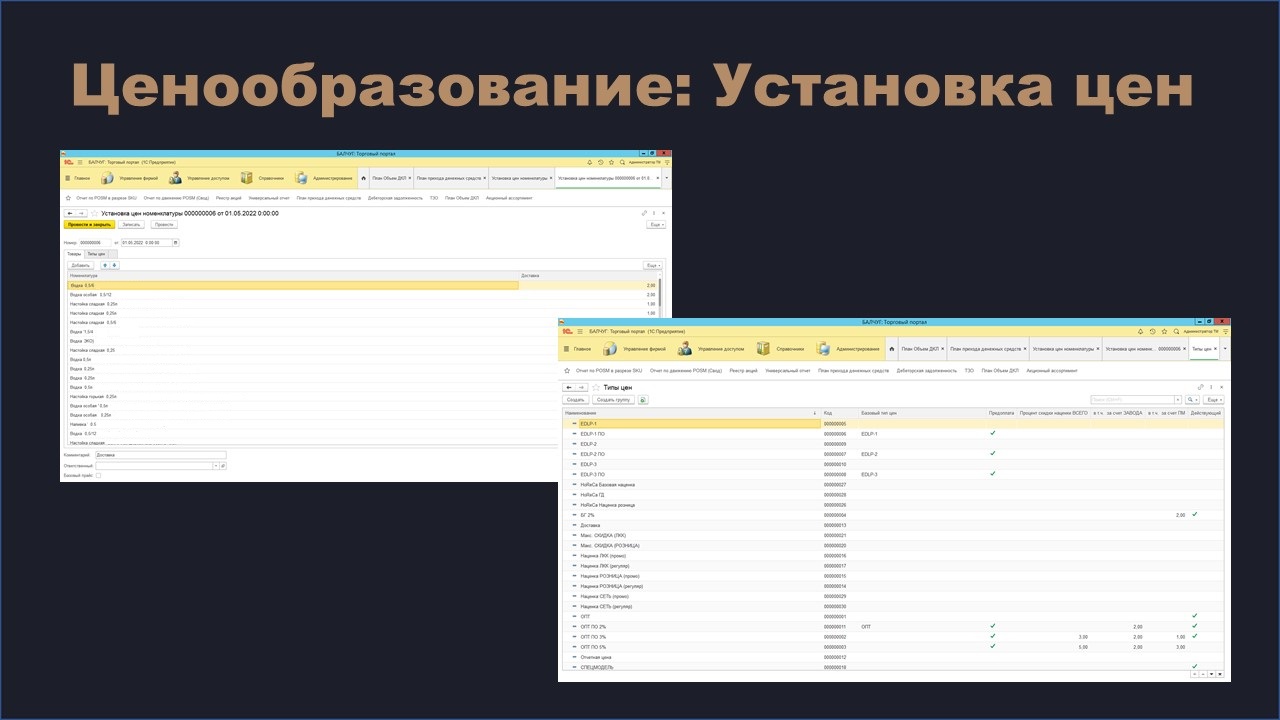 Ценообразование: Установка цен
БАЛЧУГ: Торговый портал
БАЛЧУГ: Торговый портал (1С:Предприятие)
Администратор ТМ
Главное Управление фирмой Управление доступом Справочники Администрирование План Объем ДКЛ × План прихода денежных средств × Установка цен номенклатуры × Установка цен номенклатуры 000000006 от 01.0... ×
Отчет по POSM в разрезе SKU Отчет по движению POSM (Свод) Реестр акций Универсальный отчет План прихода денежных средств Дебиторская задолженность ТЗО План Объем ДКЛ Акционный ассортимент
Установка цен номенклатуры 000000006 от 01.05.2022 0:00:00
Провести и закрыть Записать Провести Еще
Номер: 000000006 от: 01.05.2022 0:00:00
Товары Типы цен
Добавить Еще
Номенклатура Доставка
Водка 0,5/6 2,00
Водка особая 0,5/12 2,00
Настойка сладкая 0,25л 1,00
Настойка сладкая 0,25л 1,00
Настойка сладкая 0,5/6
Водка
Водка
Настойка сладкая 0,25
Водка 0,5л
Водка 0,25л
Водка 0,25л
Водка 0,5л
Настойка горькая 0,25л
Водка особая 0,5л
Водка особая 0,25л
Наливка 0,5
Водка 0,5/12
Настойка сладкая
Комментарий: Доставка
Ответственный:
Базовый прайс:
БАЛЧУГ: Торговый портал
БАЛЧУГ: Торговый портал (1С:Предприятие)
Администратор ТМ
Главное Управление фирмой Управление доступом Справочники Администрирование План Объем ДКЛ × План прихода денежных средств × Установка цен номенклатуры × Установка цен номенк... 000000006 × Типы цен ×
Отчет по POSM в разрезе SKU Отчет по движению POSM (Свод) Реестр акций Универсальный отчет План прихода денежных средств Дебиторская задолженность ТЗО План Объем ДКЛ Акционный ассортимент
Типы цен
Создать Создать группу Поиск (Ctrl+F) Еще
Наименование Код Базовый тип цен Предоплата Процент скидки наценки ВСЕГО в т.ч. за счет ЗАВОДА в т.ч. за счет ПМ Действующий
EDLP-1 000000005
EDLP-1 ПО 000000006 EDLP-1 ✓
EDLP-2 000000009
EDLP-2 ПО 000000007 EDLP-2 ✓
EDLP-3 000000010
EDLP-3 ПО 000000008 EDLP-3 ✓
HoReCa Базовая наценка 000000027
HoReCa ГД 000000028
HoReCa Наценка розница 000000026
БГ 2% 000000004 2,00 ✓
Доставка 000000013
Макс. СКИДКА (ЛКК) 000000021
Макс. СКИДКА (РОЗНИЦА) 000000020
Наценка ЛКК (промо) 000000016
Наценка ЛКК (регуляр) 000000017
Наценка РОЗНИЦА (промо) 000000015
Наценка РОЗНИЦА (регуляр) 000000014
Наценка СЕТЬ (промо) 000000029
Наценка СЕТЬ (регуляр) 000000030
ОПТ 000000001 ✓
ОПТ ПО 2% 000000011 ОПТ ✓ 2,00 ✓
ОПТ ПО 3% 000000002 ✓ 3,00 2,00 1,00 ✓
ОПТ ПО 5% 000000003 ✓ 5,00 2,00 3,00
Отчетная цена 000000012
СПЕЦМОДЕЛЬ 000000018 ✓